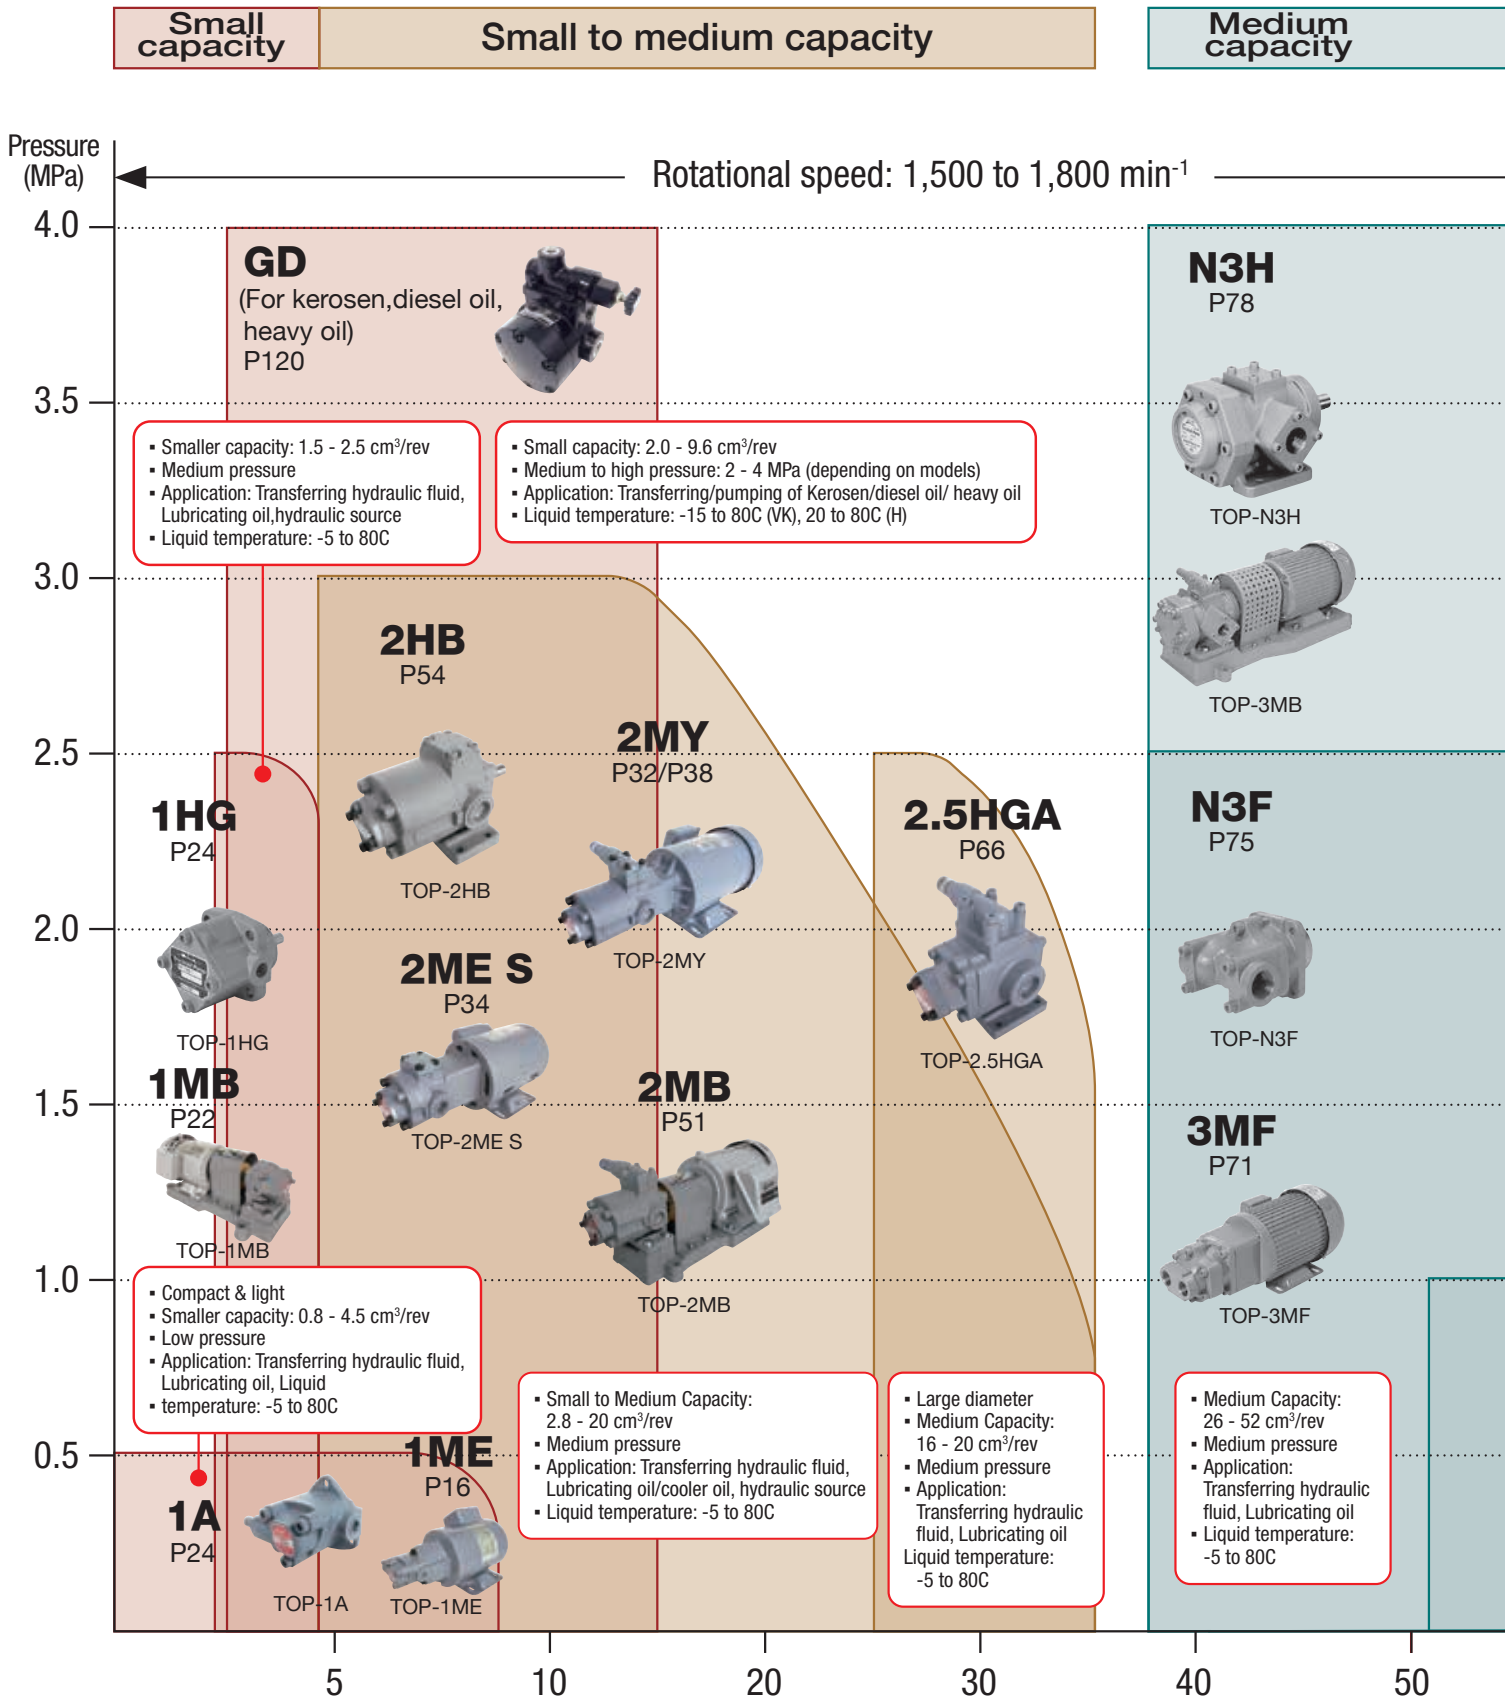 Small
capacity
Small to medium capacity
Medium
capacity
Pressure
(MPa)
Rotational speed: 1,500 to 1,800 min-1
4.0
GD
(For kerosen,diesel oil,
heavy oil)
P120
N3H
P78
3.5
▪ Smaller capacity: 1.5 - 2.5 cm³/rev
▪ Medium pressure
▪ Application: Transferring hydraulic fluid,
Lubricating oil,hydraulic source
▪ Liquid temperature: -5 to 80C
▪ Small capacity: 2.0 - 9.6 cm³/rev
▪ Medium to high pressure: 2 - 4 MPa (depending on models)
▪ Application: Transferring/pumping of Kerosen/diesel oil/ heavy oil
▪ Liquid temperature: -15 to 80C (VK), 20 to 80C (H)
TOP-N3H
3.0
2HB
P54
TOP-3MB
2.5
2MY
P32/P38
1HG
P24
2.5HGA
P66
N3F
P75
TOP-2HB
2.0
TOP-2MY
2ME S
P34
TOP-1HG
TOP-N3F
TOP-2.5HGA
1MB
P22
2MB
P51
1.5
TOP-2ME S
3MF
P71
TOP-1MB
1.0
TOP-2MB
TOP-3MF
▪ Compact & light
▪ Smaller capacity: 0.8 - 4.5 cm³/rev
▪ Low pressure
▪ Application: Transferring hydraulic fluid,
Lubricating oil, Liquid
▪ temperature: -5 to 80C
▪ Small to Medium Capacity:
2.8 - 20 cm³/rev
▪ Medium pressure
▪ Application: Transferring hydraulic fluid,
Lubricating oil/cooler oil, hydraulic source
▪ Liquid temperature: -5 to 80C
▪ Large diameter
▪ Medium Capacity:
16 - 20 cm³/rev
▪ Medium pressure
▪ Application:
Transferring hydraulic
fluid, Lubricating oil
Liquid temperature:
-5 to 80C
▪ Medium Capacity:
26 - 52 cm³/rev
▪ Medium pressure
▪ Application:
Transferring hydraulic
fluid, Lubricating oil
▪ Liquid temperature:
-5 to 80C
0.5
1ME
P16
1A
P24
TOP-1A
TOP-1ME
5
10
20
30
40
50